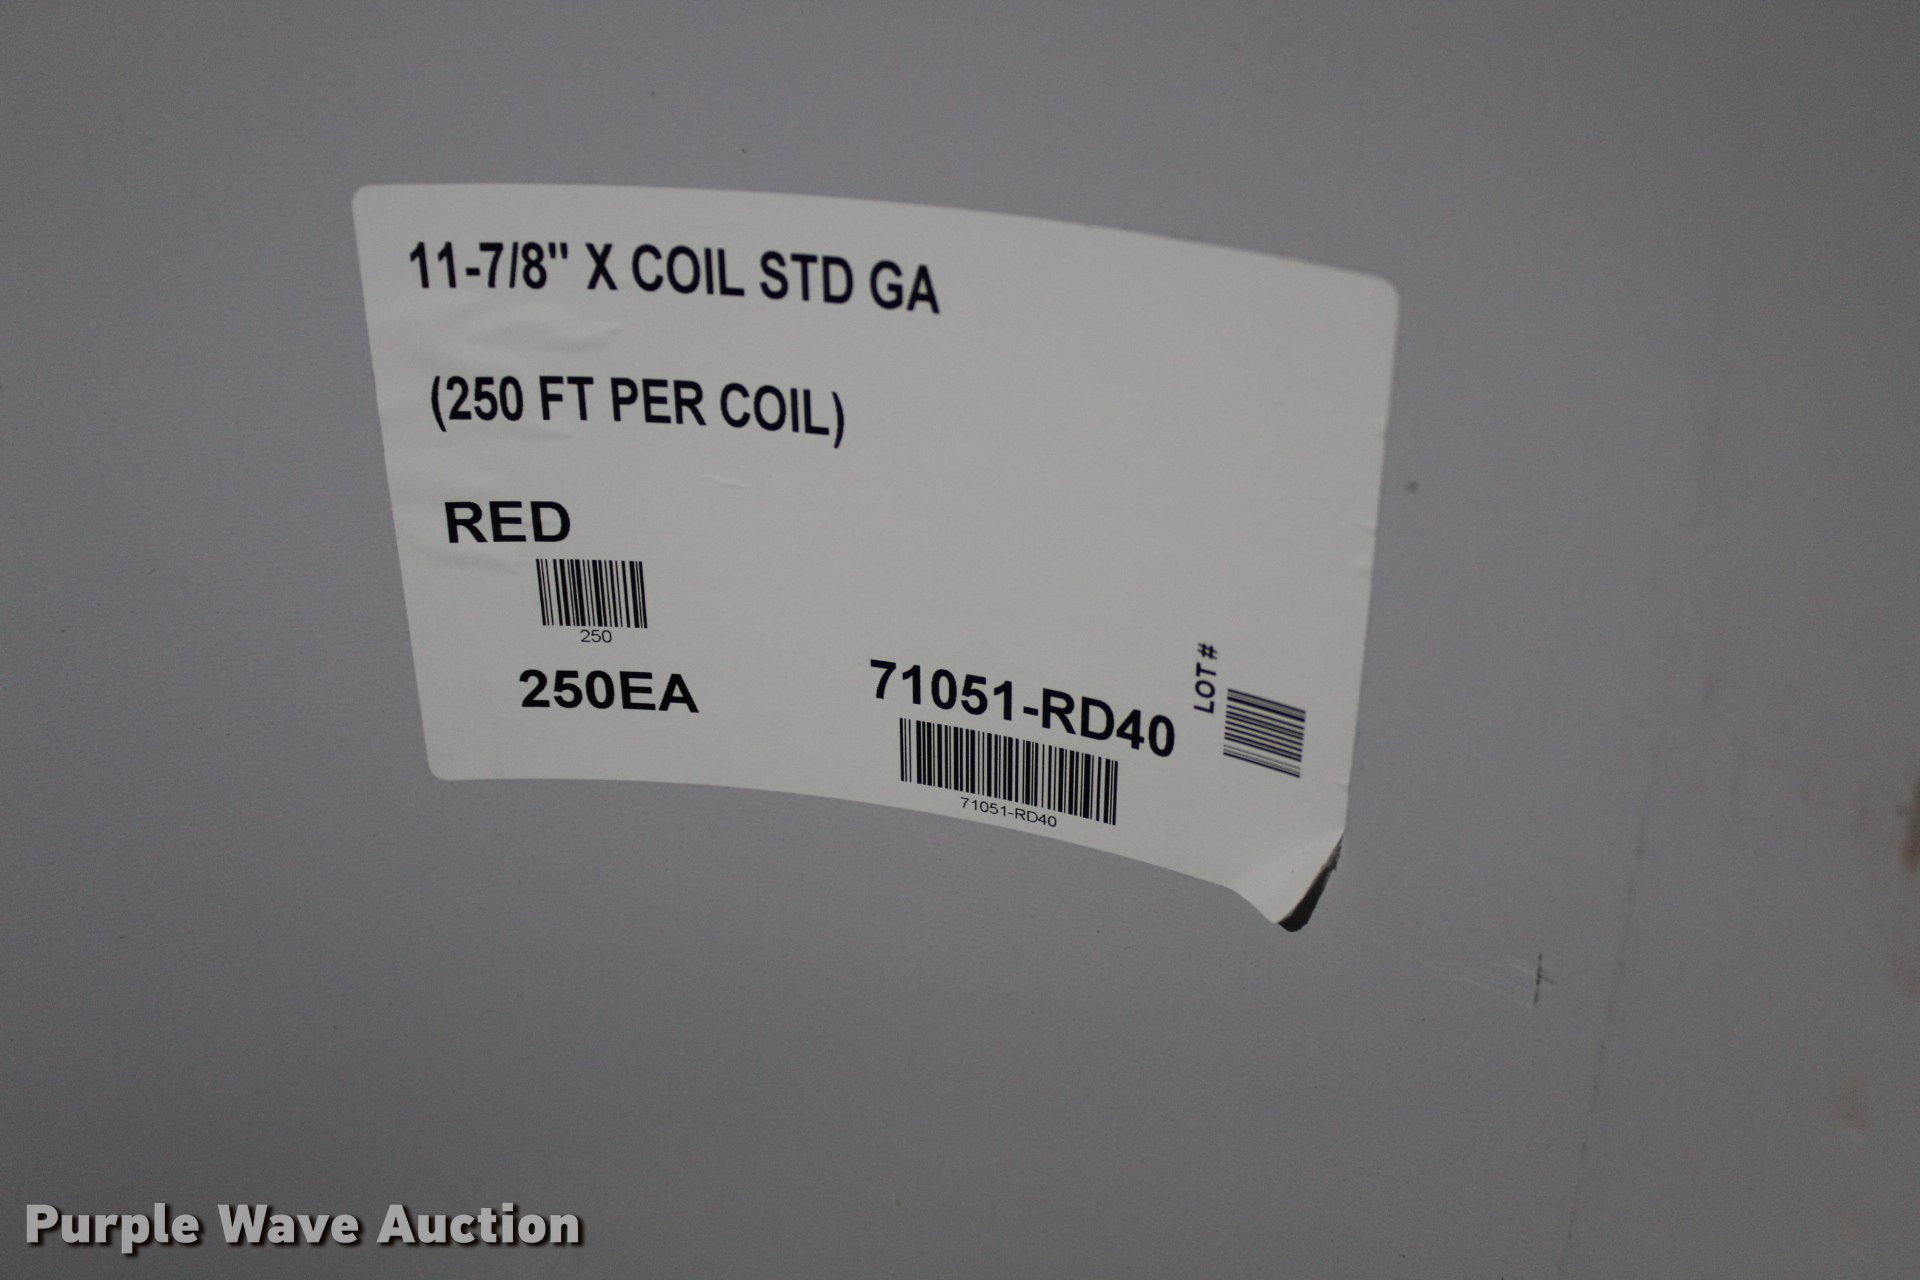 11-7/8" X COIL STD GA
(250 FT PER COIL)
RED
250
250EA
71051-RD40
71051-RD40
LOT#
Purple Wave Auction